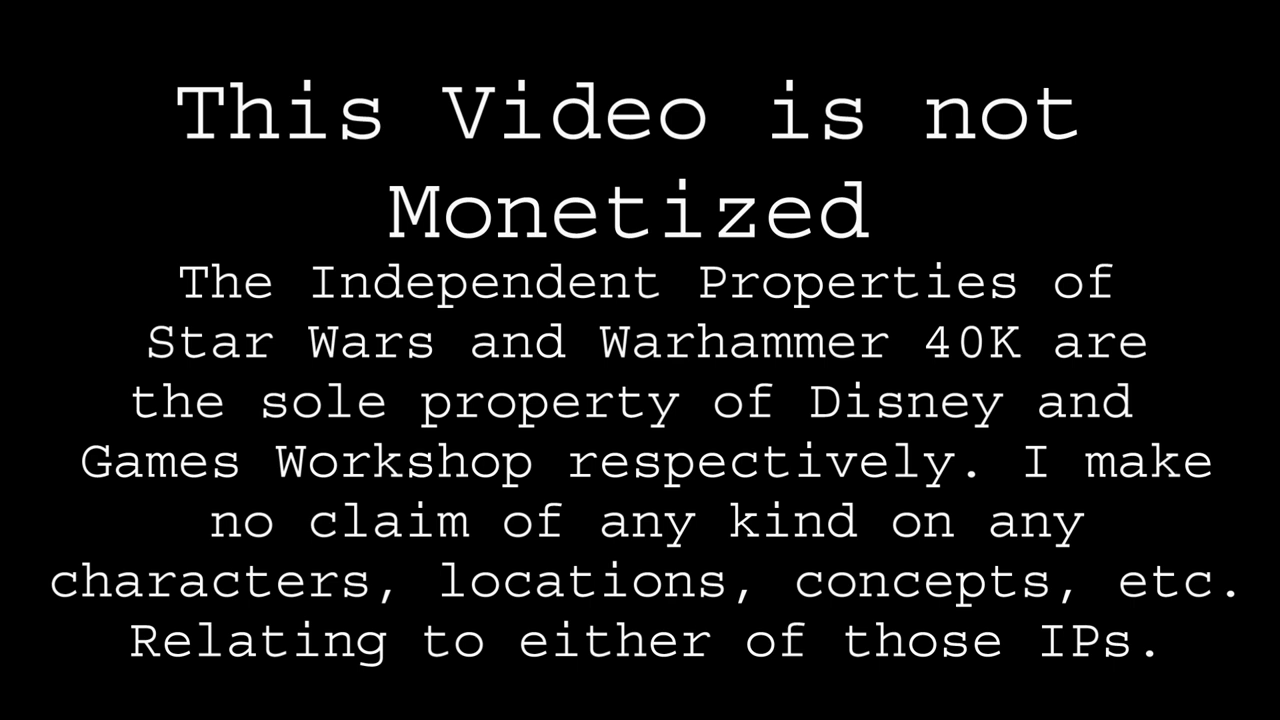 This Video is not
Monetized
The Independent Properties of
Star Wars and Warhammer 40K are
the sole property of Disney and
Games Workshop respectively. I make
no claim of any kind on any
characters, locations, concepts, etc.
Relating to either of those IPs.